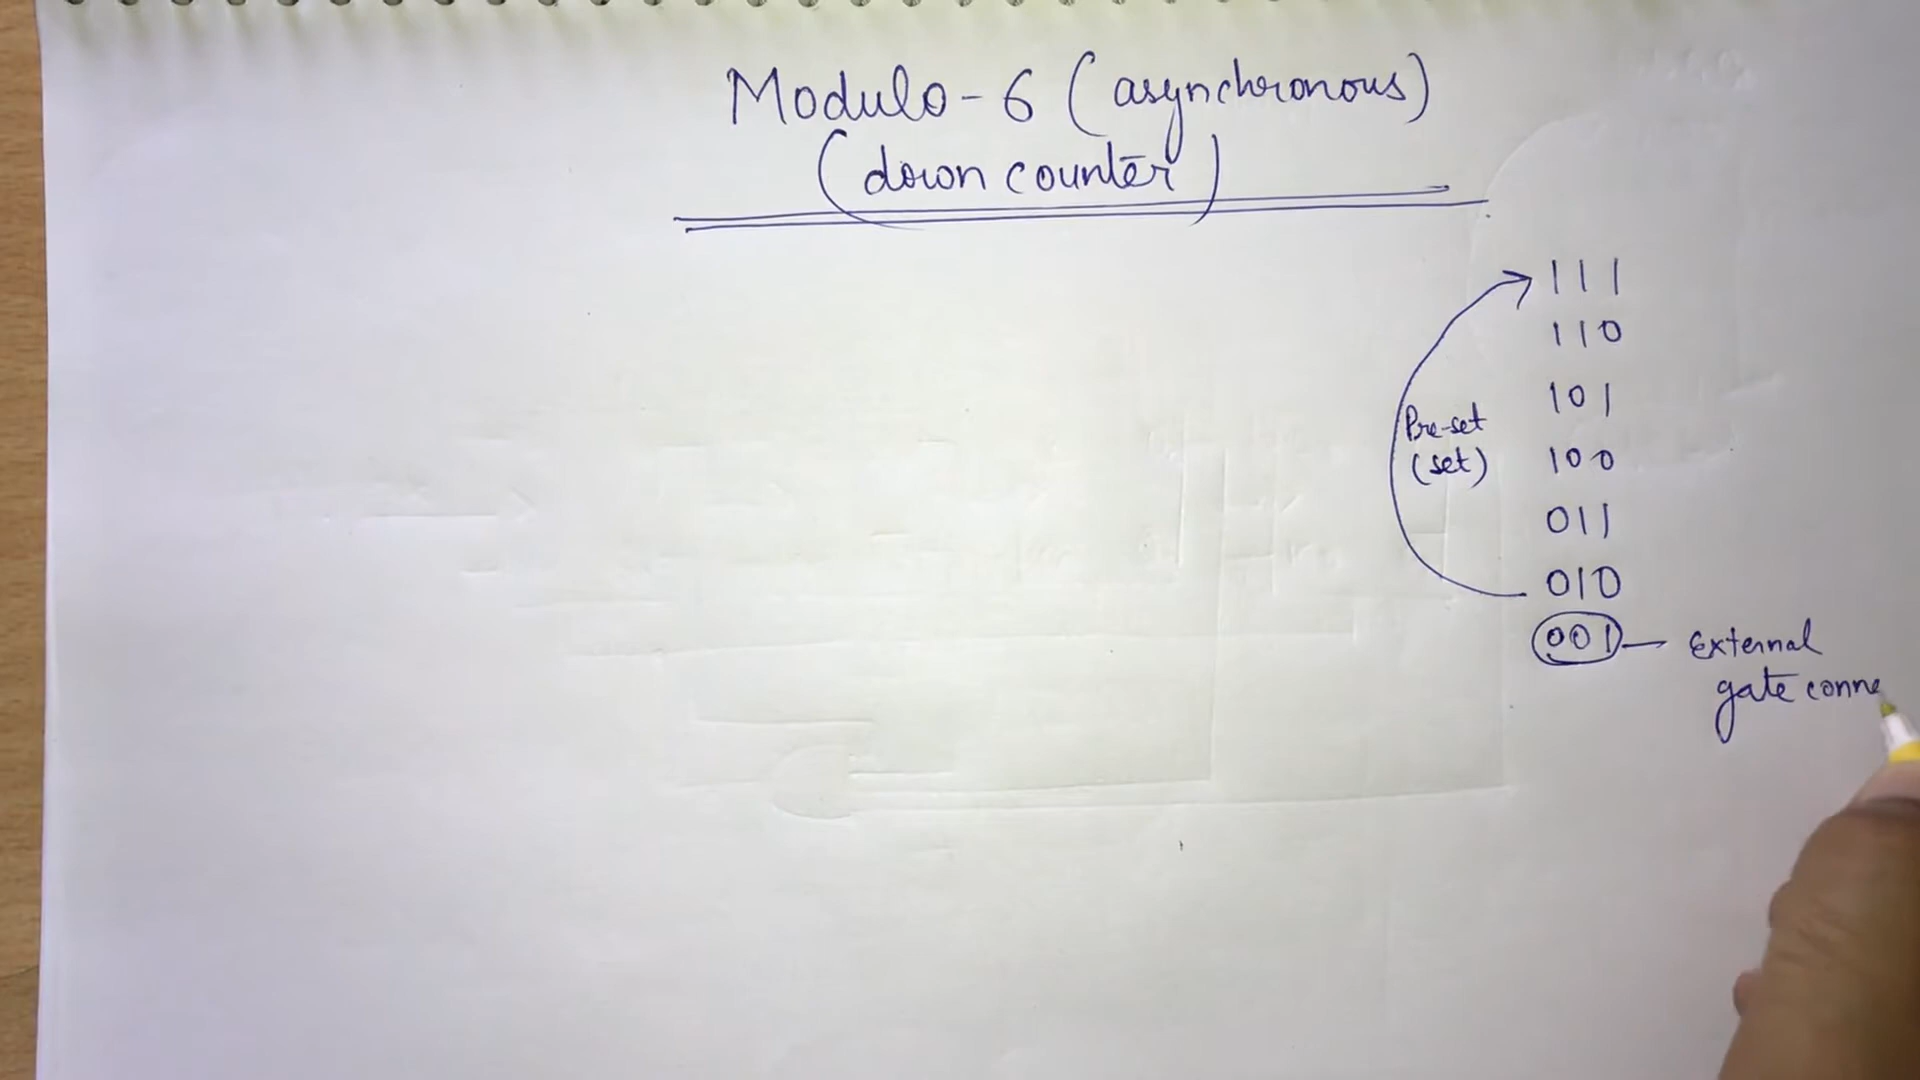 Modulo-6 (asynchronous)
(down counter)
111
110
101
Pre-set
100
(set)
011
010
001 — External
gate conne